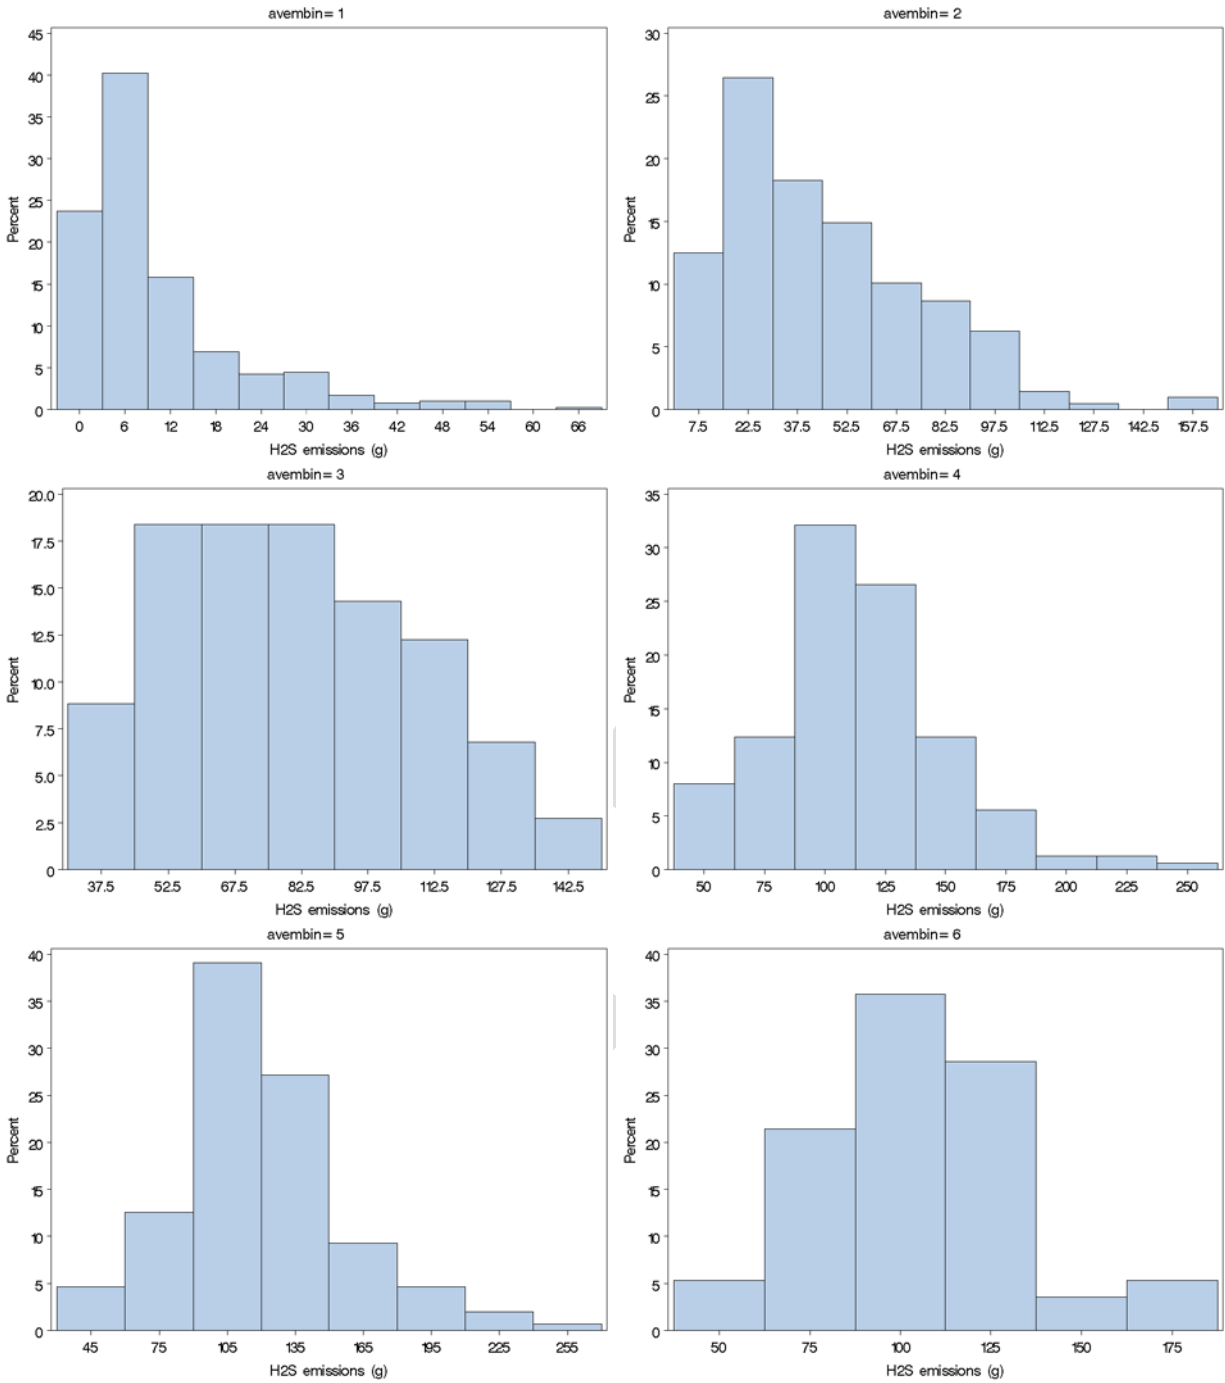 avembin= 1
45
40
35
30
25
20
15
10
5
0
Percent
0 6 12 18 24 30 36 42 48 54 60 66
H2S emissions (g)
avembin= 2
30
25
20
15
10
5
0
Percent
7.5 22.5 37.5 52.5 67.5 82.5 97.5 112.5 127.5 142.5 157.5
H2S emissions (g)
avembin= 3
20.0
17.5
15.0
12.5
10.0
7.5
5.0
2.5
0
Percent
37.5 52.5 67.5 82.5 97.5 112.5 127.5 142.5
H2S emissions (g)
avembin= 4
35
30
25
20
15
10
5
0
Percent
50 75 100 125 150 175 200 225 250
H2S emissions (g)
avembin= 5
40
35
30
25
20
15
10
5
0
Percent
45 75 105 135 165 195 225 255
H2S emissions (g)
avembin= 6
40
35
30
25
20
15
10
5
0
Percent
50 75 100 125 150 175
H2S emissions (g)